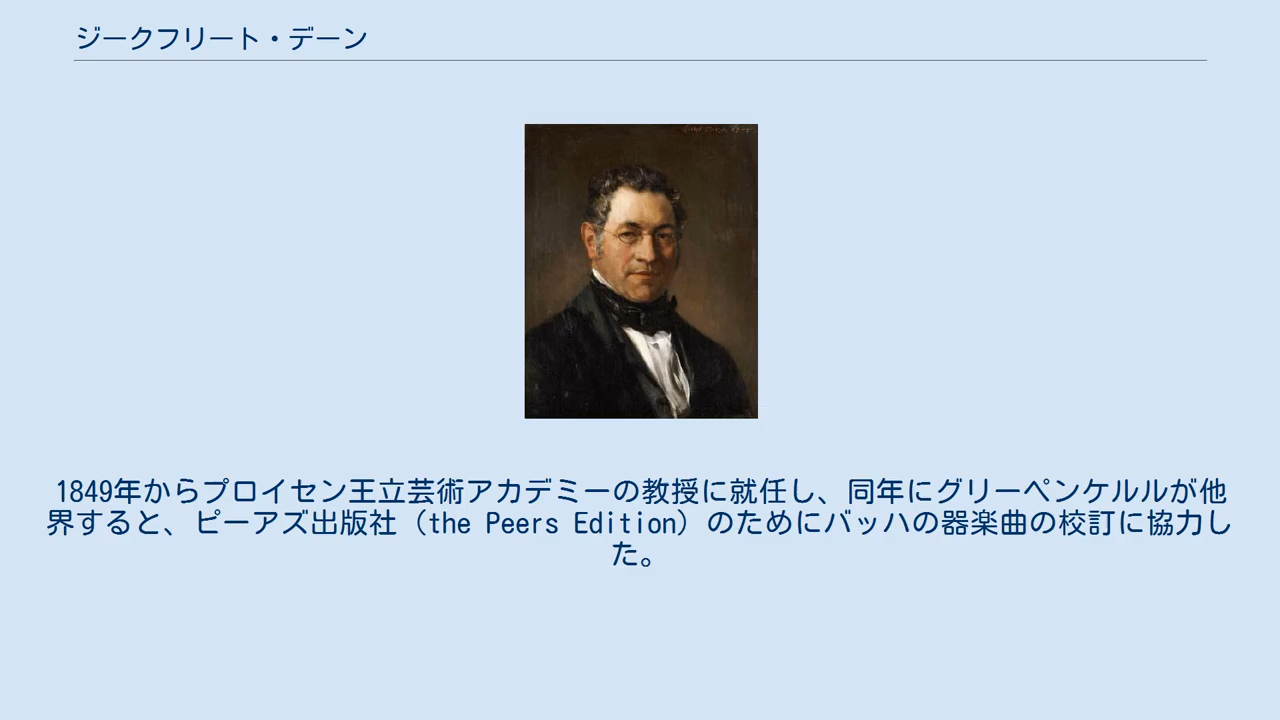 ジークフリート・デーン
1849年からプロイセン王立芸術アカデミーの教授に就任し、同年にグリーペンケルルが他
界すると、ピーアズ出版社（the Peers Edition）のためにバッハの器楽曲の校訂に協力し
た。